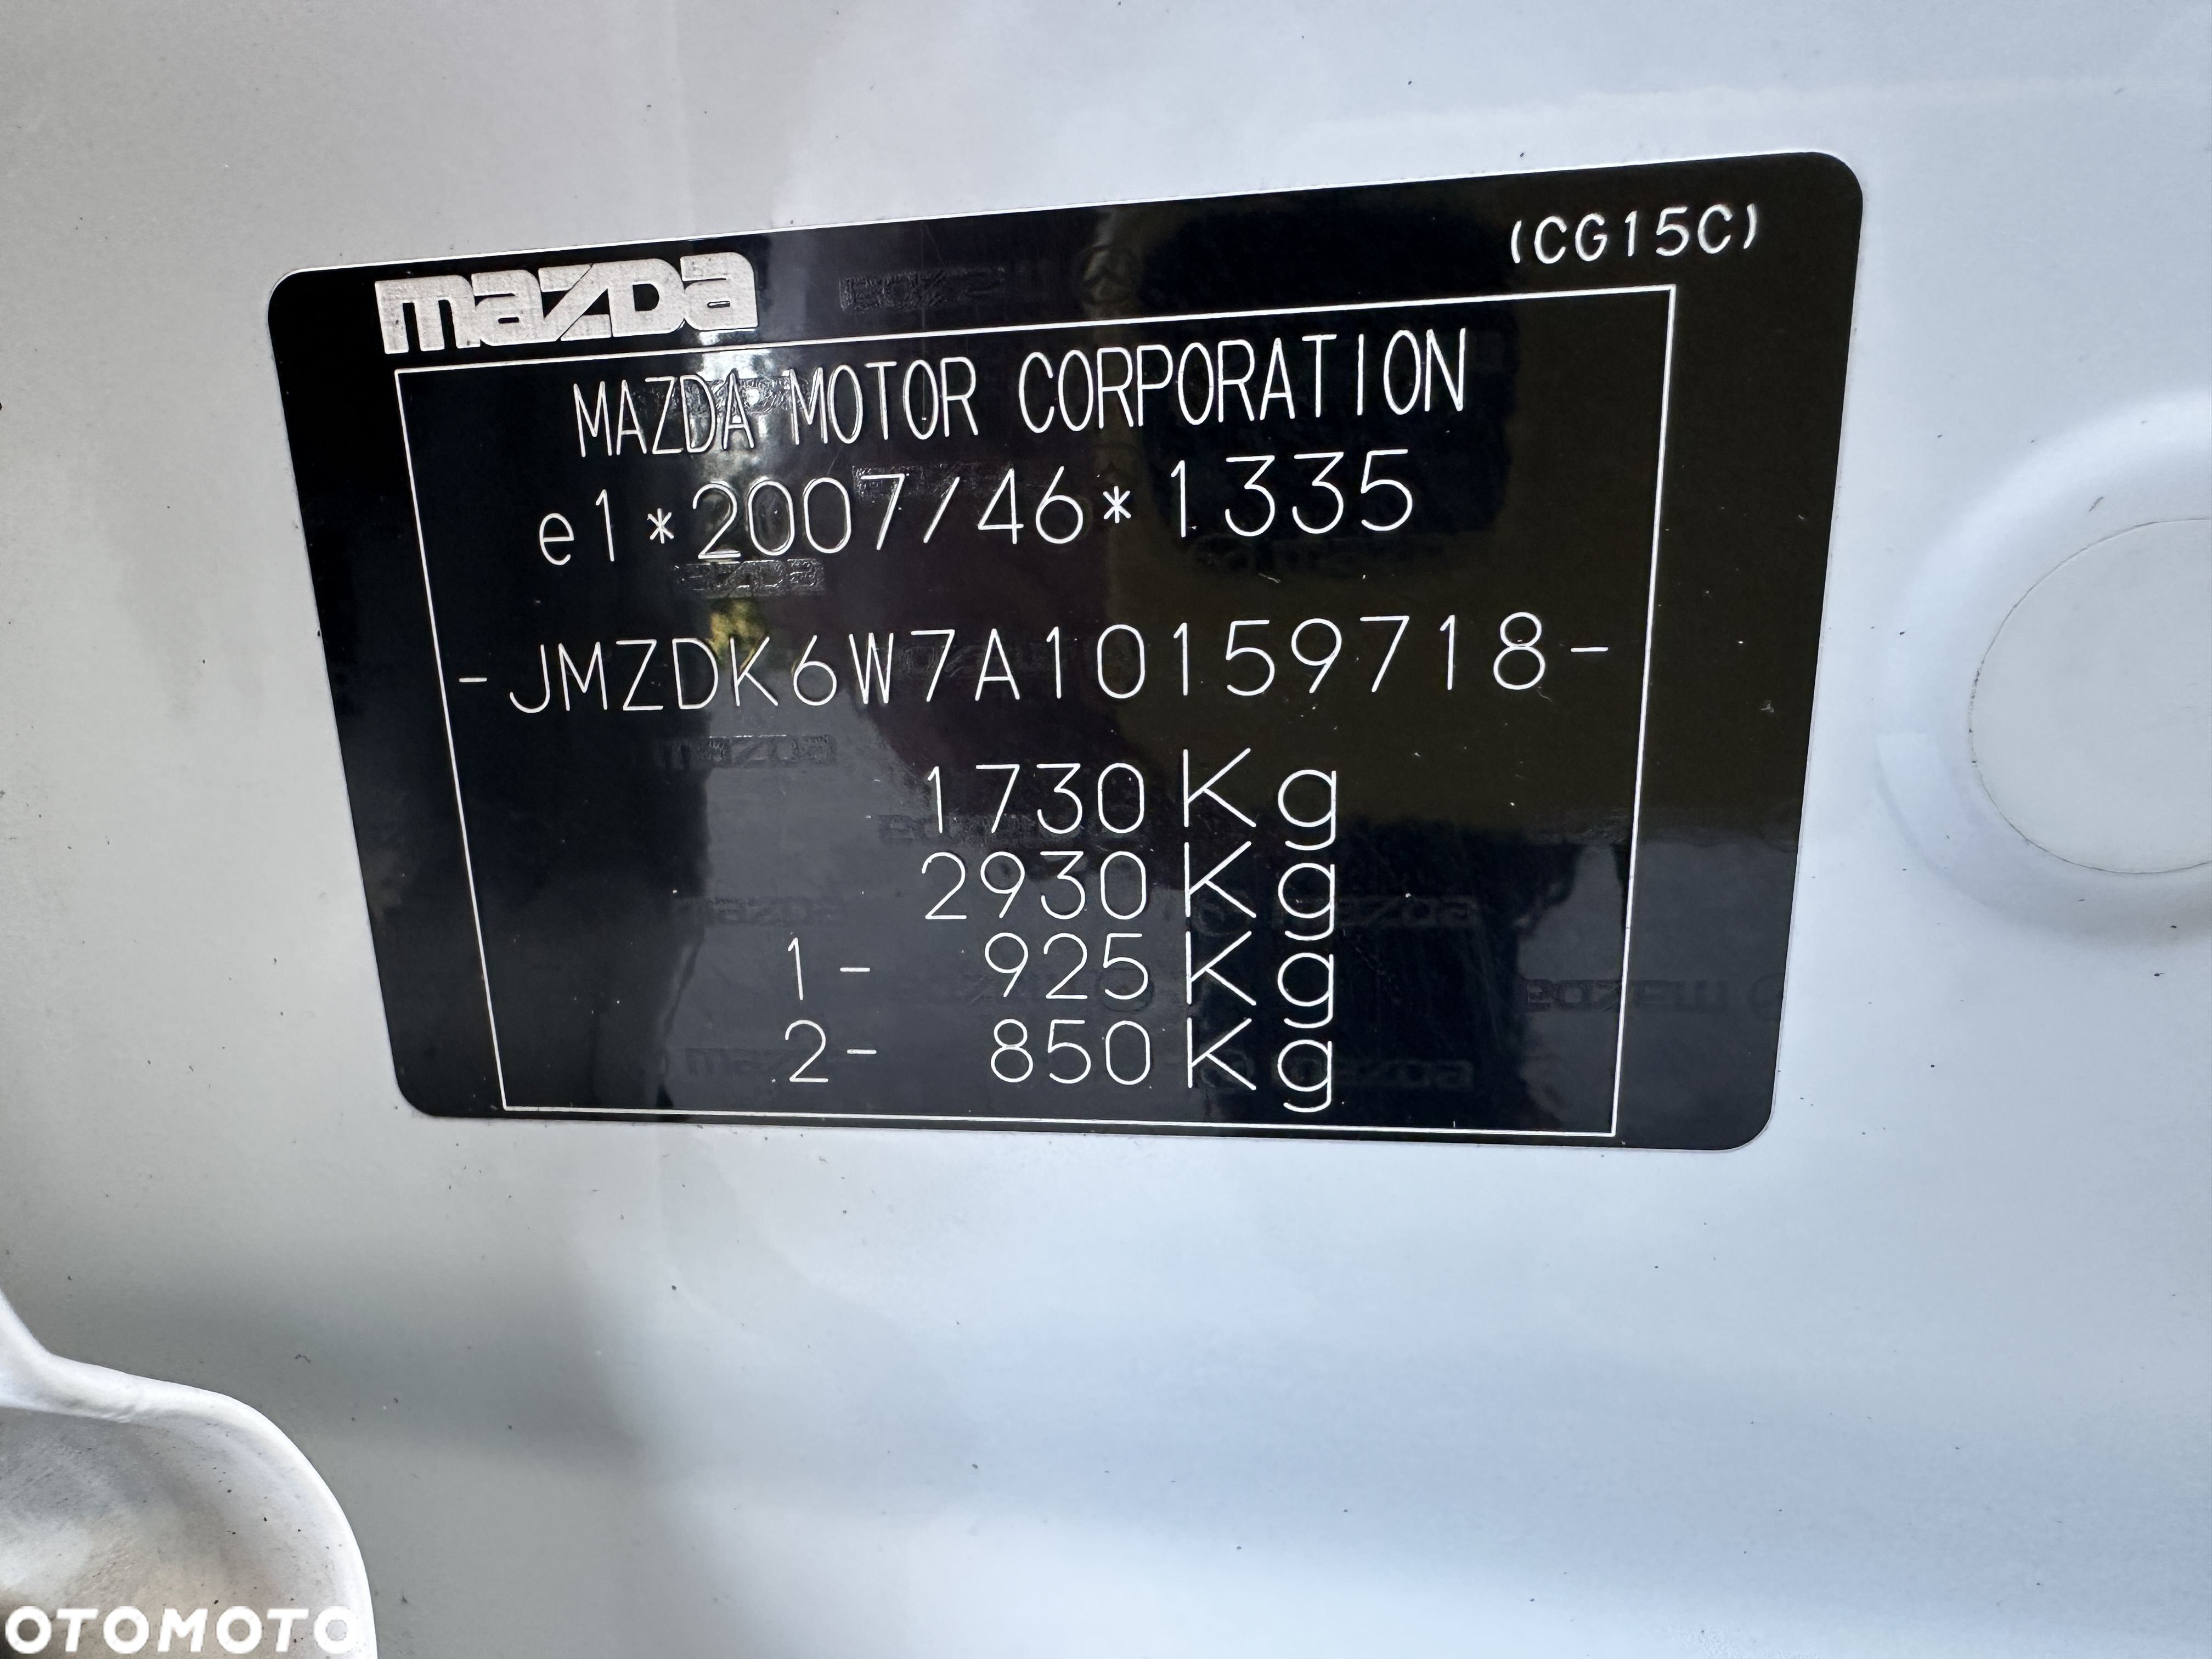 mazda (CG15C)
MAZDA MOTOR CORPORATION
e1*2007/46*1335
-JMZDK6W7A10159718-
1730Kg
2930Kg
1- 925Kg
2- 850Kg
OTOMOTO